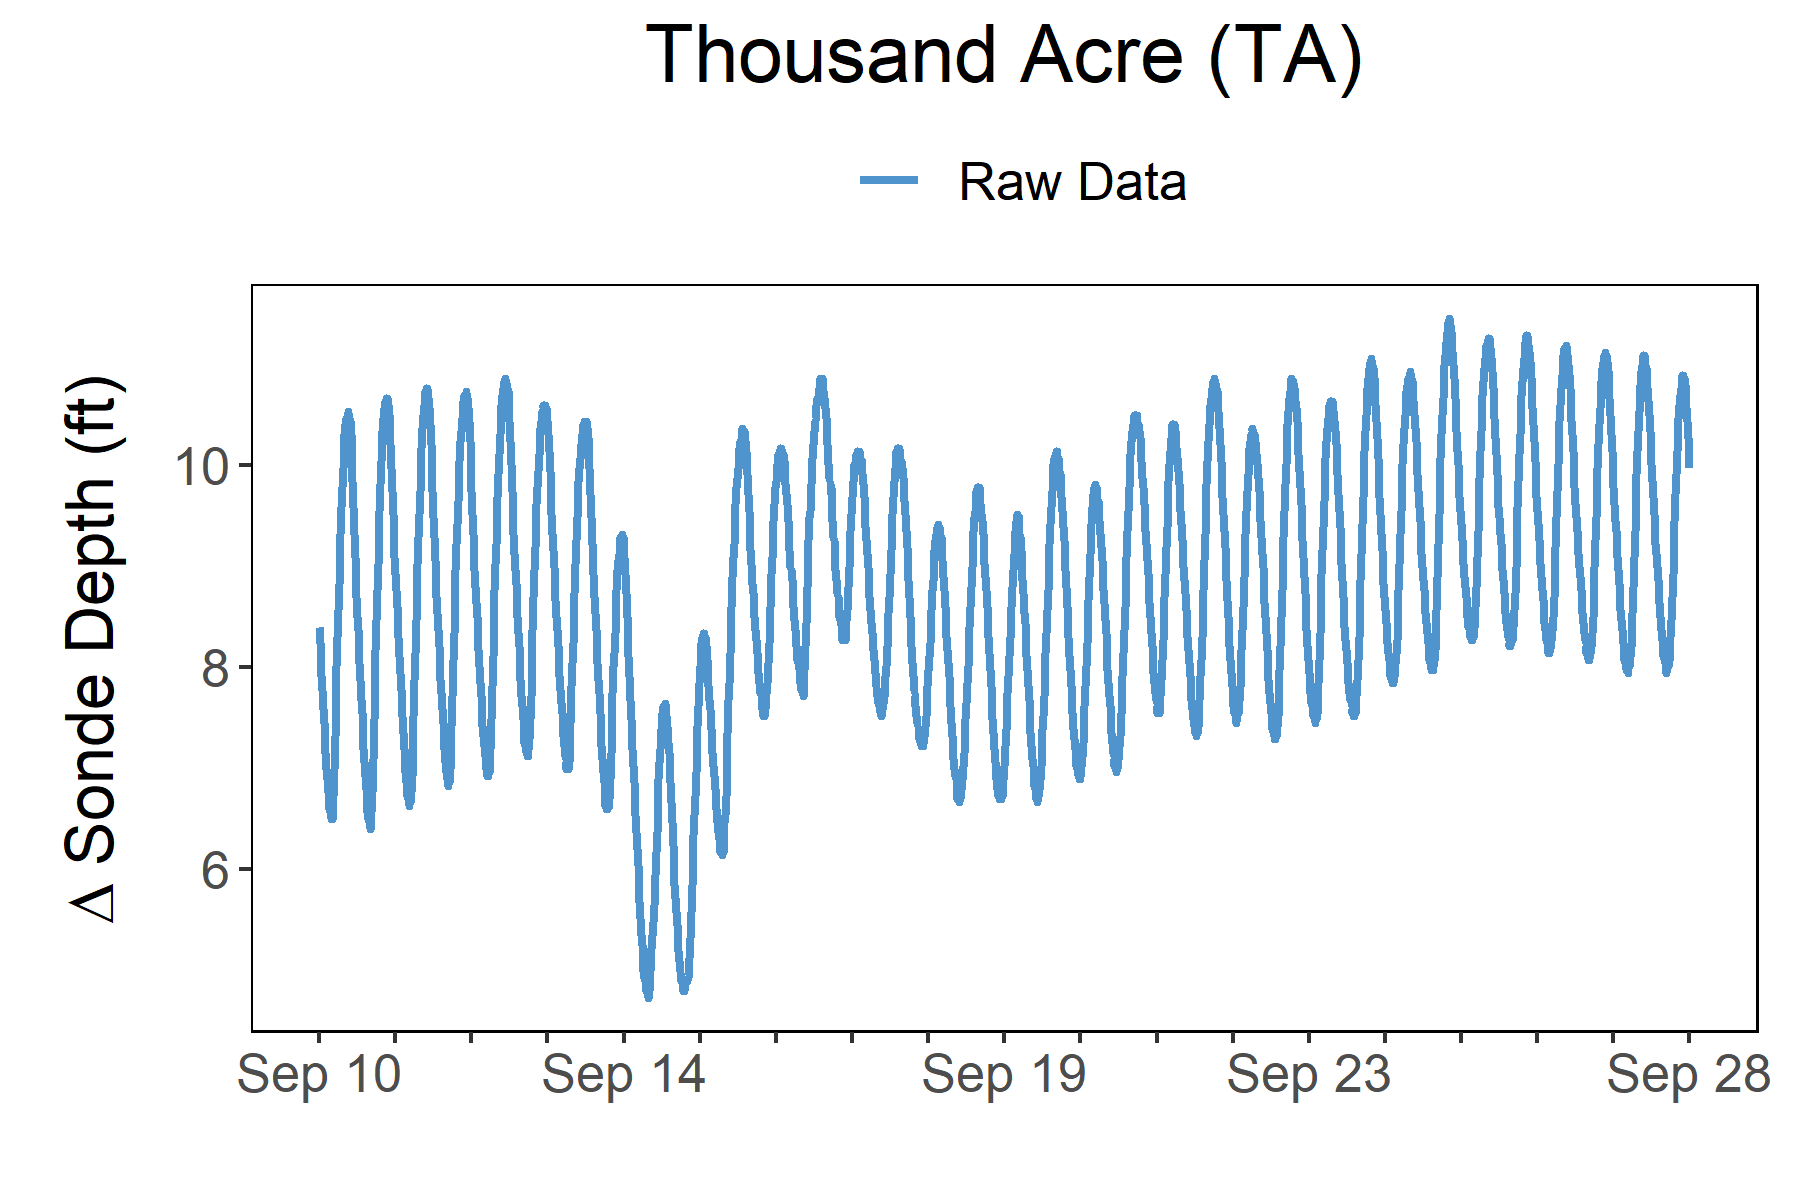 Thousand Acre (TA)
Raw Data
Δ Sonde Depth (ft)
10
8
6
Sep 10
Sep 14
Sep 19
Sep 23
Sep 28